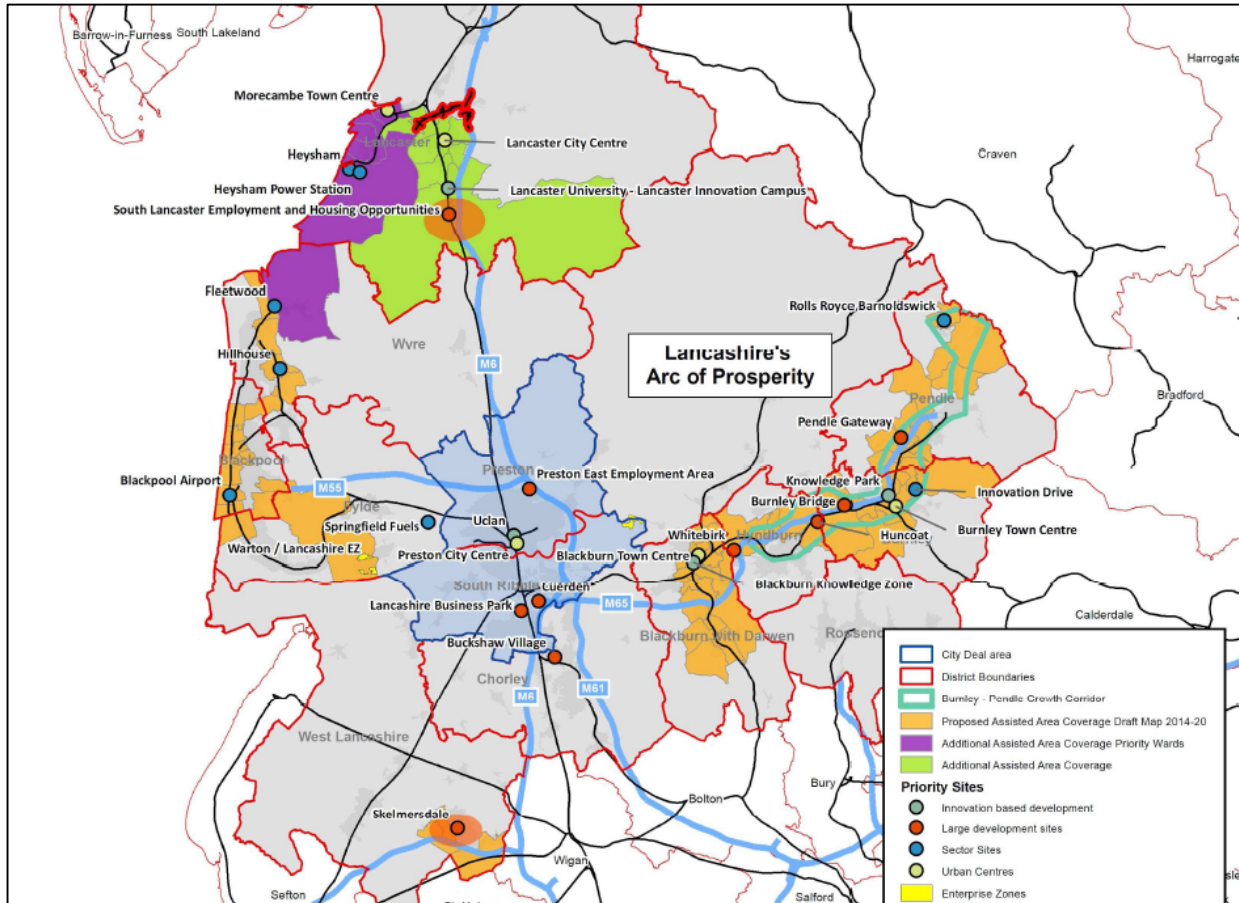 Barrow-in-Furness
South Lakeland
Harrogate
Morecambe Town Centre
Lancaster
Lancaster City Centre
Craven
Heysham
Heysham Power Station
Lancaster University - Lancaster Innovation Campus
South Lancaster Employment and Housing Opportunities
Fleetwood
Rolls Royce Barnoldswick
Wyre
Hillhouse
M6
Lancashire's
Arc of Prosperity
Pendle
Bradford
Pendle Gateway
Blackpool
Preston
Preston East Employment Area
Blackpool Airport
M55
Knowledge Park
Innovation Drive
Burnley Bridge
Fylde
Springfield Fuels
Uclan
Whitebirk
Hyndburn
Huncoat
Burnley
Burnley Town Centre
Warton / Lancashire EZ
Preston City Centre
Blackburn Town Centre
Blackburn Knowledge Zone
South Ribble
Cuerden
Lancashire Business Park
M65
Calderdale
Buckshaw Village
Blackburn with Darwen
Chorley
M6
M61
West Lancashire
Bury
Bolton
Skelmersdale
Wigan
Sefton
Salford
City Deal area
District Boundaries
Burnley - Pendle Growth Corridor
Proposed Assisted Area Coverage Draft Map 2014-20
Additional Assisted Area Coverage Priority Wards
Additional Assisted Area Coverage
Priority Sites
Innovation based development
Large development sites
Sector Sites
Urban Centres
Enterprise Zones